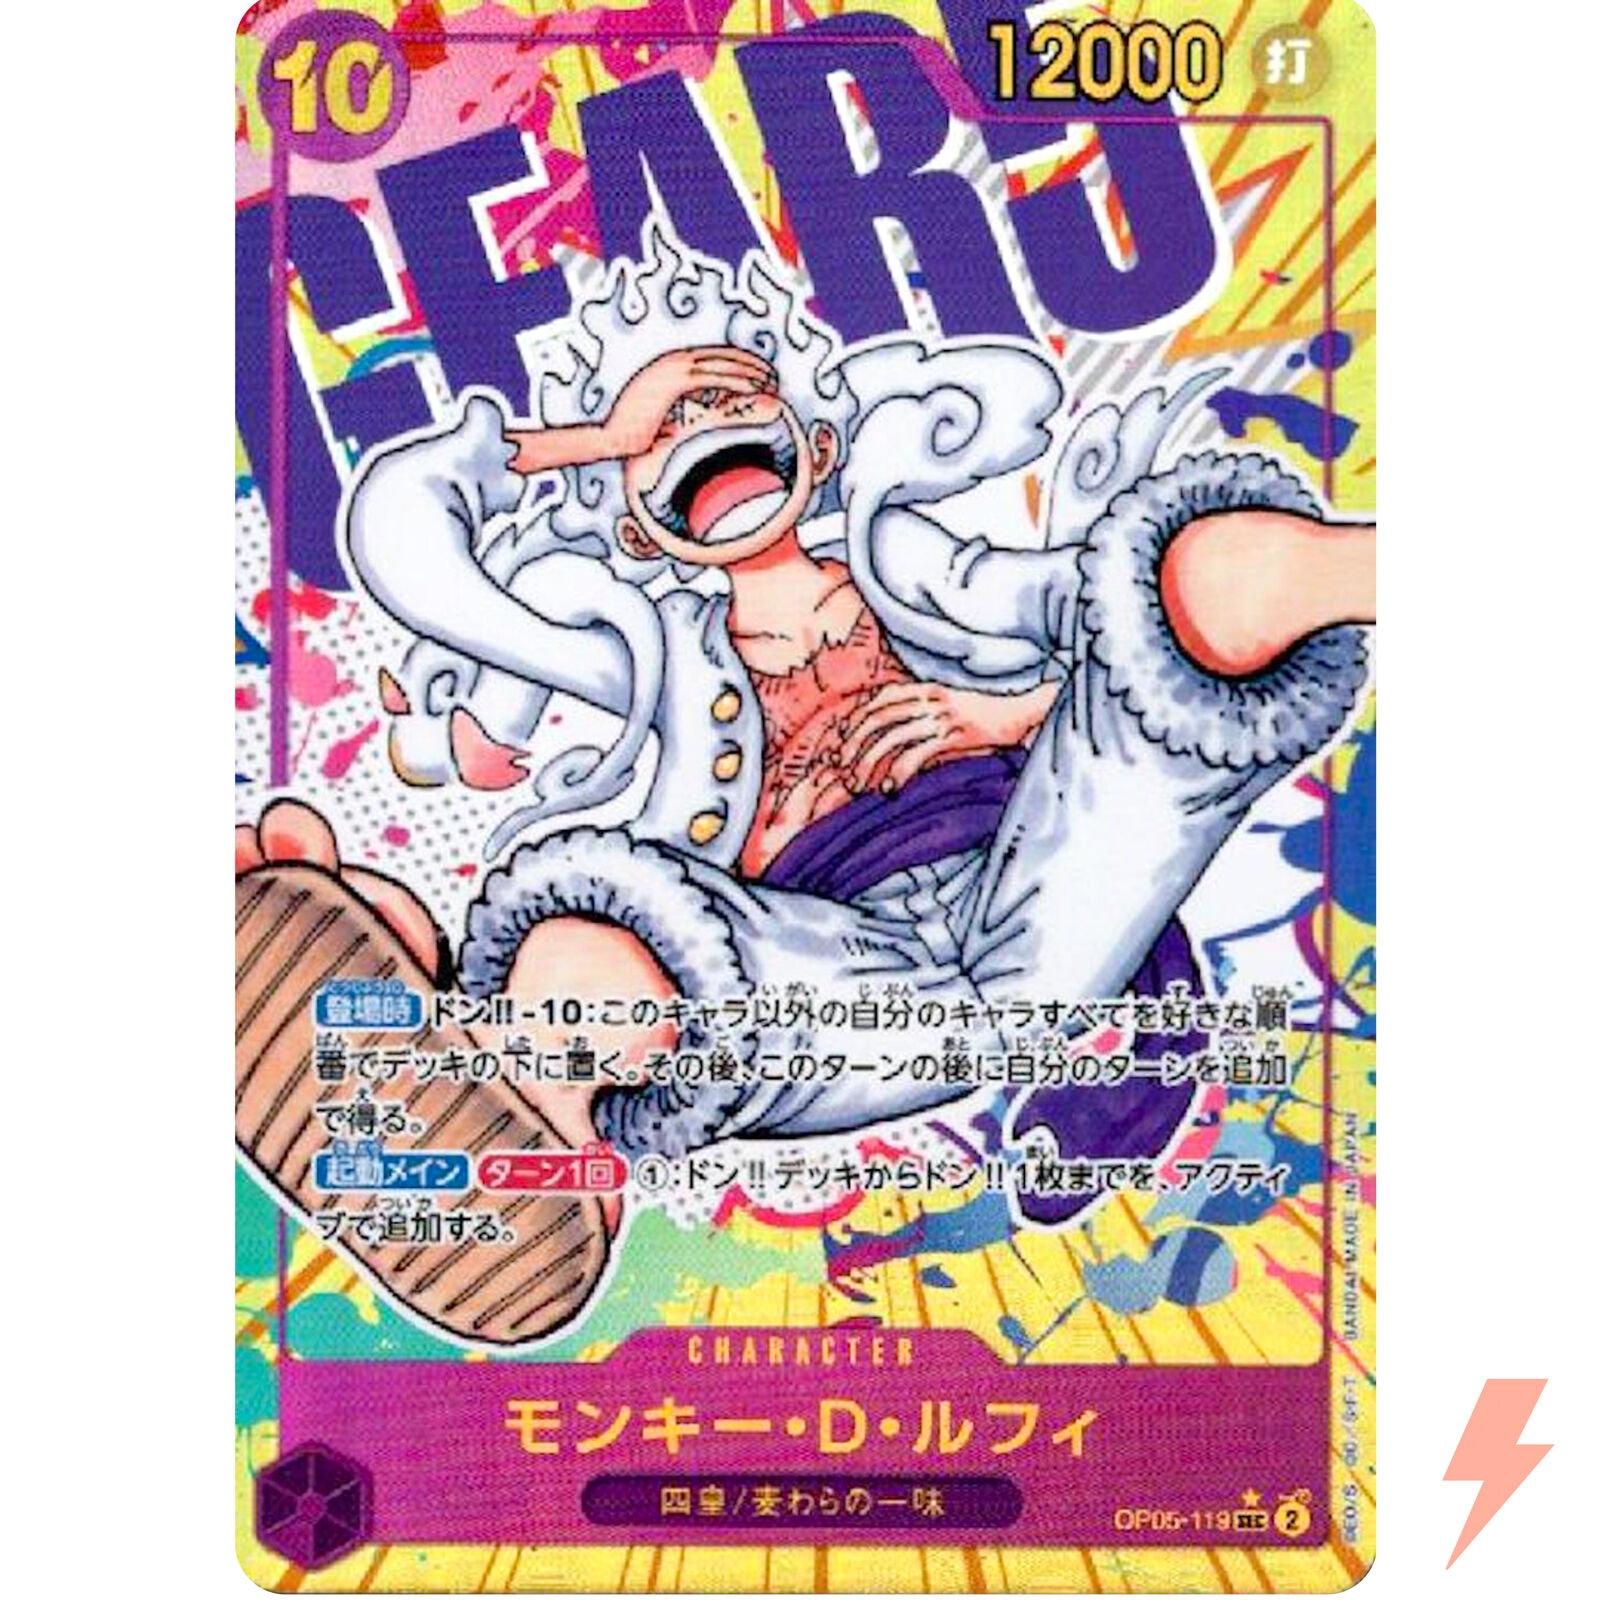 10
12000 打
GEAR5
登場時 ドン!!-10:このキャラ以外の自分のキャラすべてを好きな順
番でデッキの下に置く。その後、このターンの後に自分のターンを追加
で得る。
起動メイン ターン1回 ①:ドン!!デッキからドン!!1枚までを、アクティ
ブで追加する。
CHARACTER
モンキー・D・ルフィ
四皇/麦わらの一味
OP05-119 SEC 2
BANDAI MADE IN JAPAN